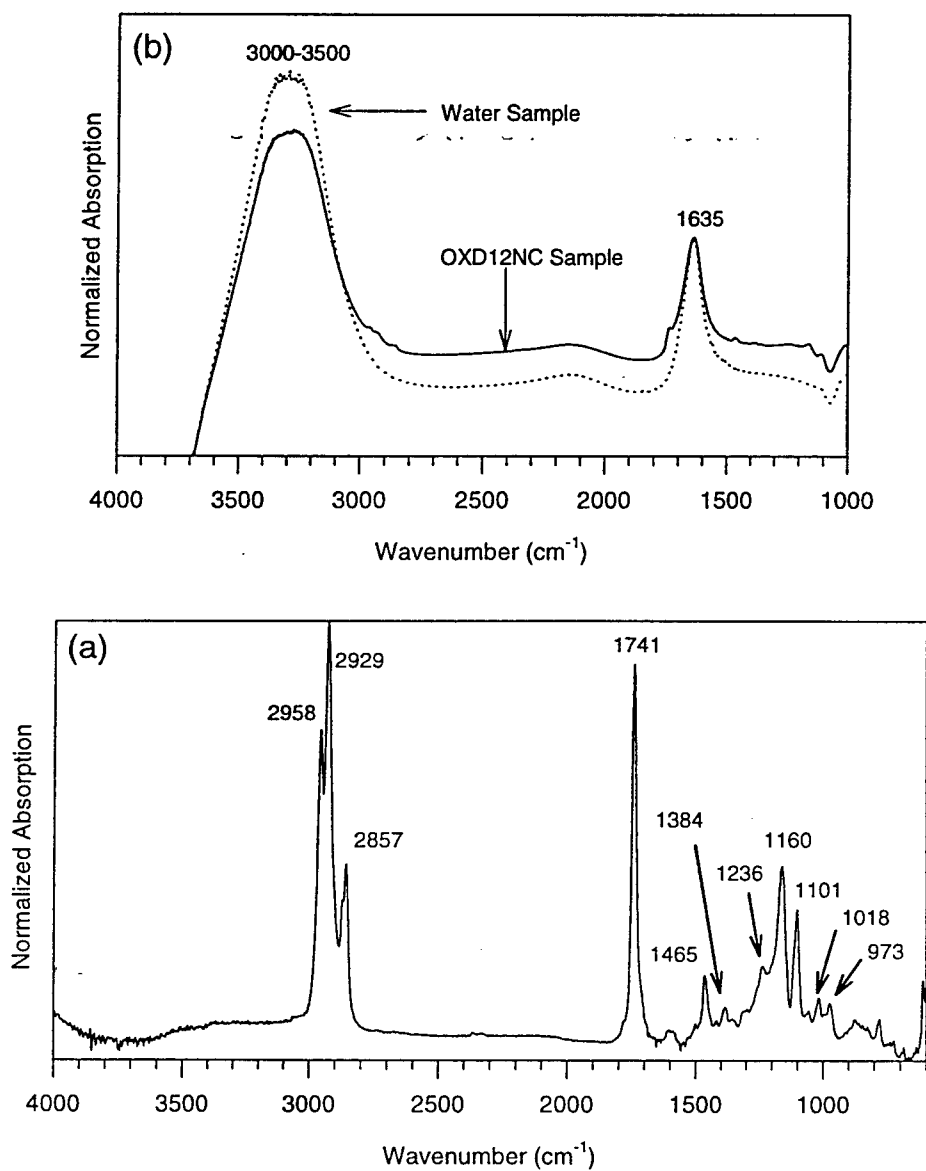 (b)
3000-3500
Water Sample
1635
OXD12NC Sample
Normalized Absorption
4000 3500 3000 2500 2000 1500 1000
Wavenumber (cm⁻¹)
(a)
2929
2958
2857
1741
1384
1160
1236
1101
1018
1465
973
Normalized Absorption
4000 3500 3000 2500 2000 1500 1000
Wavenumber (cm⁻¹)